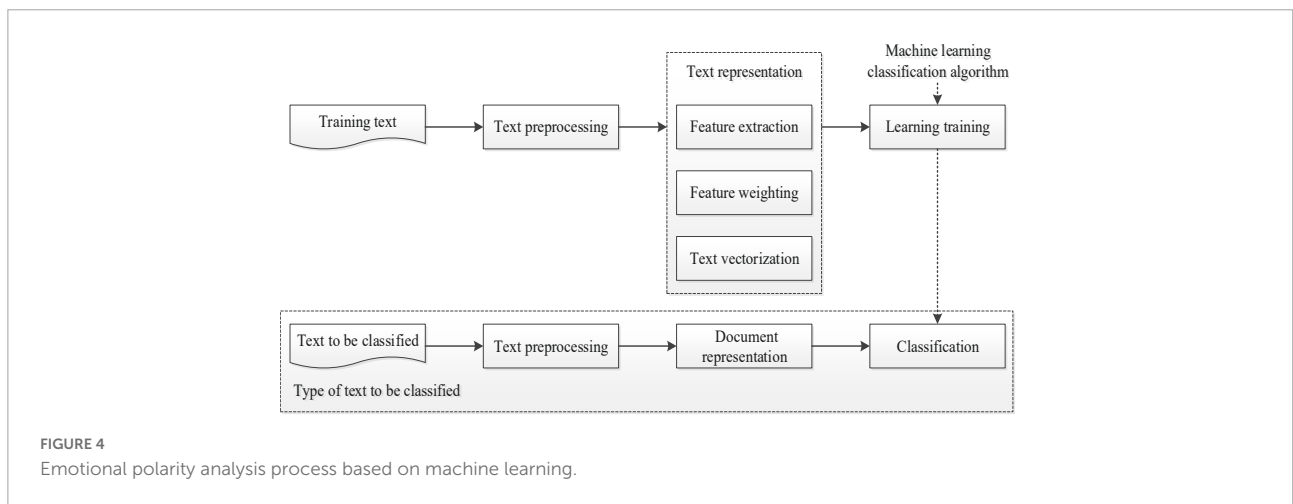 Machine learning
classification algorithm
Text representation
Training text
Text preprocessing
Feature extraction
Learning training
Feature weighting
Text vectorization
Text to be classified
Text preprocessing
Document
representation
Classification
Type of text to be classified
FIGURE 4
Emotional polarity analysis process based on machine learning.